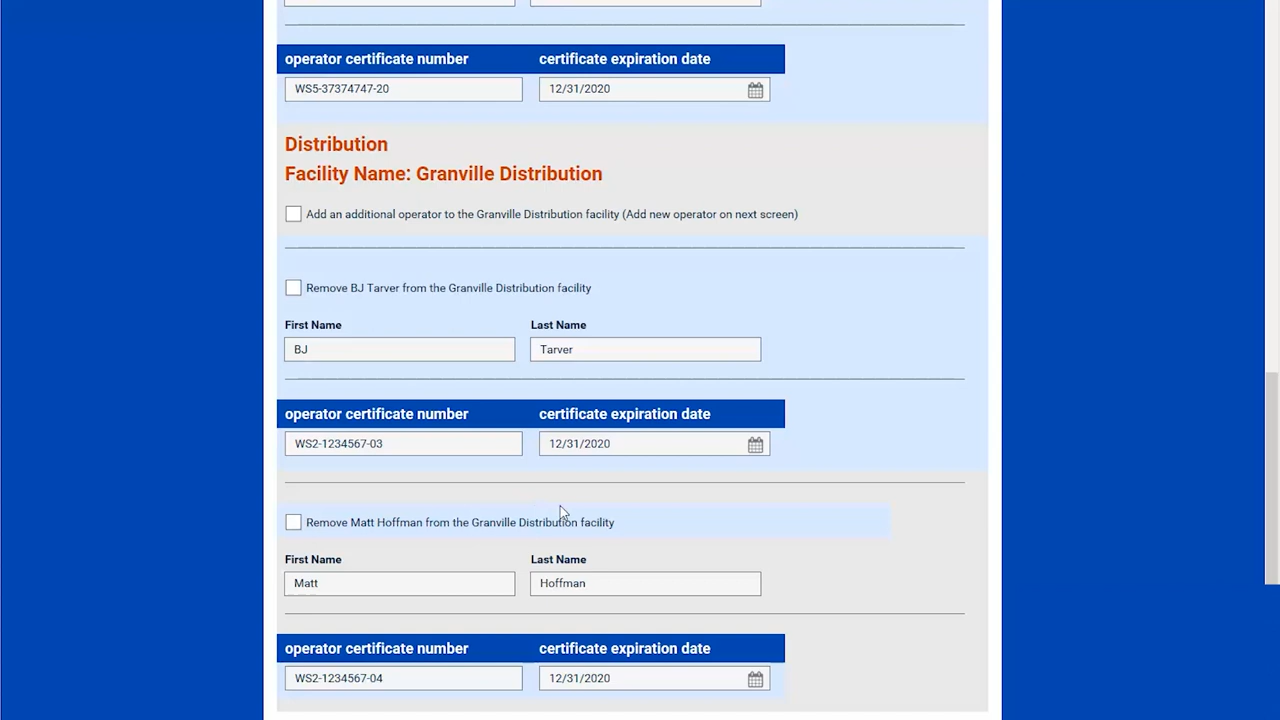 operator certificate number certificate expiration date
WS5-37374747-20 12/31/2020
Distribution
Facility Name: Granville Distribution
Add an additional operator to the Granville Distribution facility (Add new operator on next screen)
Remove BJ Tarver from the Granville Distribution facility
First Name Last Name
BJ Tarver
operator certificate number certificate expiration date
WS2-1234567-03 12/31/2020
Remove Matt Hoffman from the Granville Distribution facility
First Name Last Name
Matt Hoffman
operator certificate number certificate expiration date
WS2-1234567-04 12/31/2020